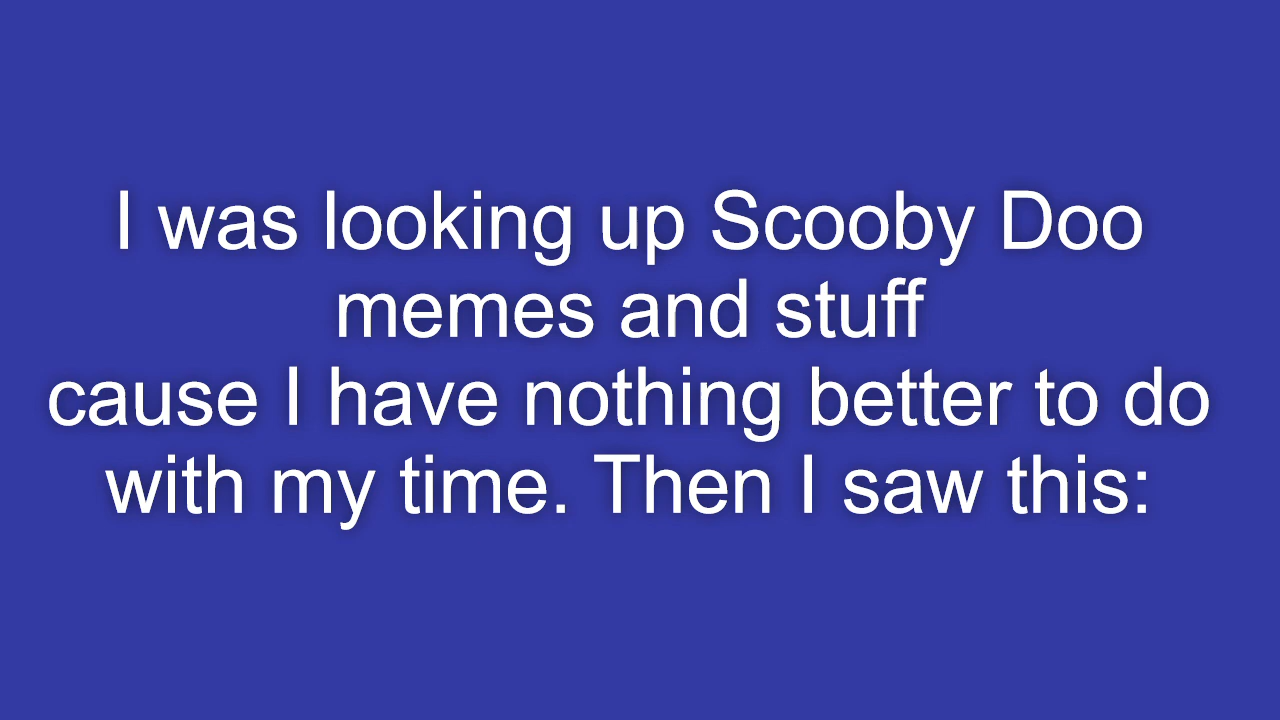 I was looking up Scooby Doo
memes and stuff
cause I have nothing better to do
with my time. Then I saw this: